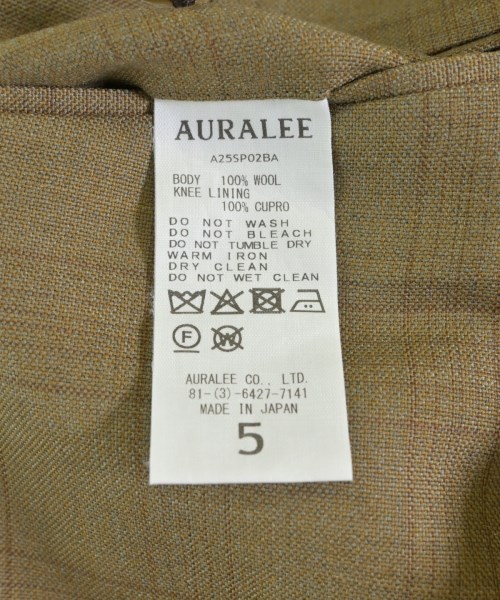 AURALEE
A25SP02BA
BODY 100% WOOL
KNEE LINING
100% CUPRO
DO NOT WASH
DO NOT BLEACH
DO NOT TUMBLE DRY
WARM IRON
DRY CLEAN
DO NOT WET CLEAN
F W
AURALEE CO., LTD.
81-(3)-6427-7141
MADE IN JAPAN
5